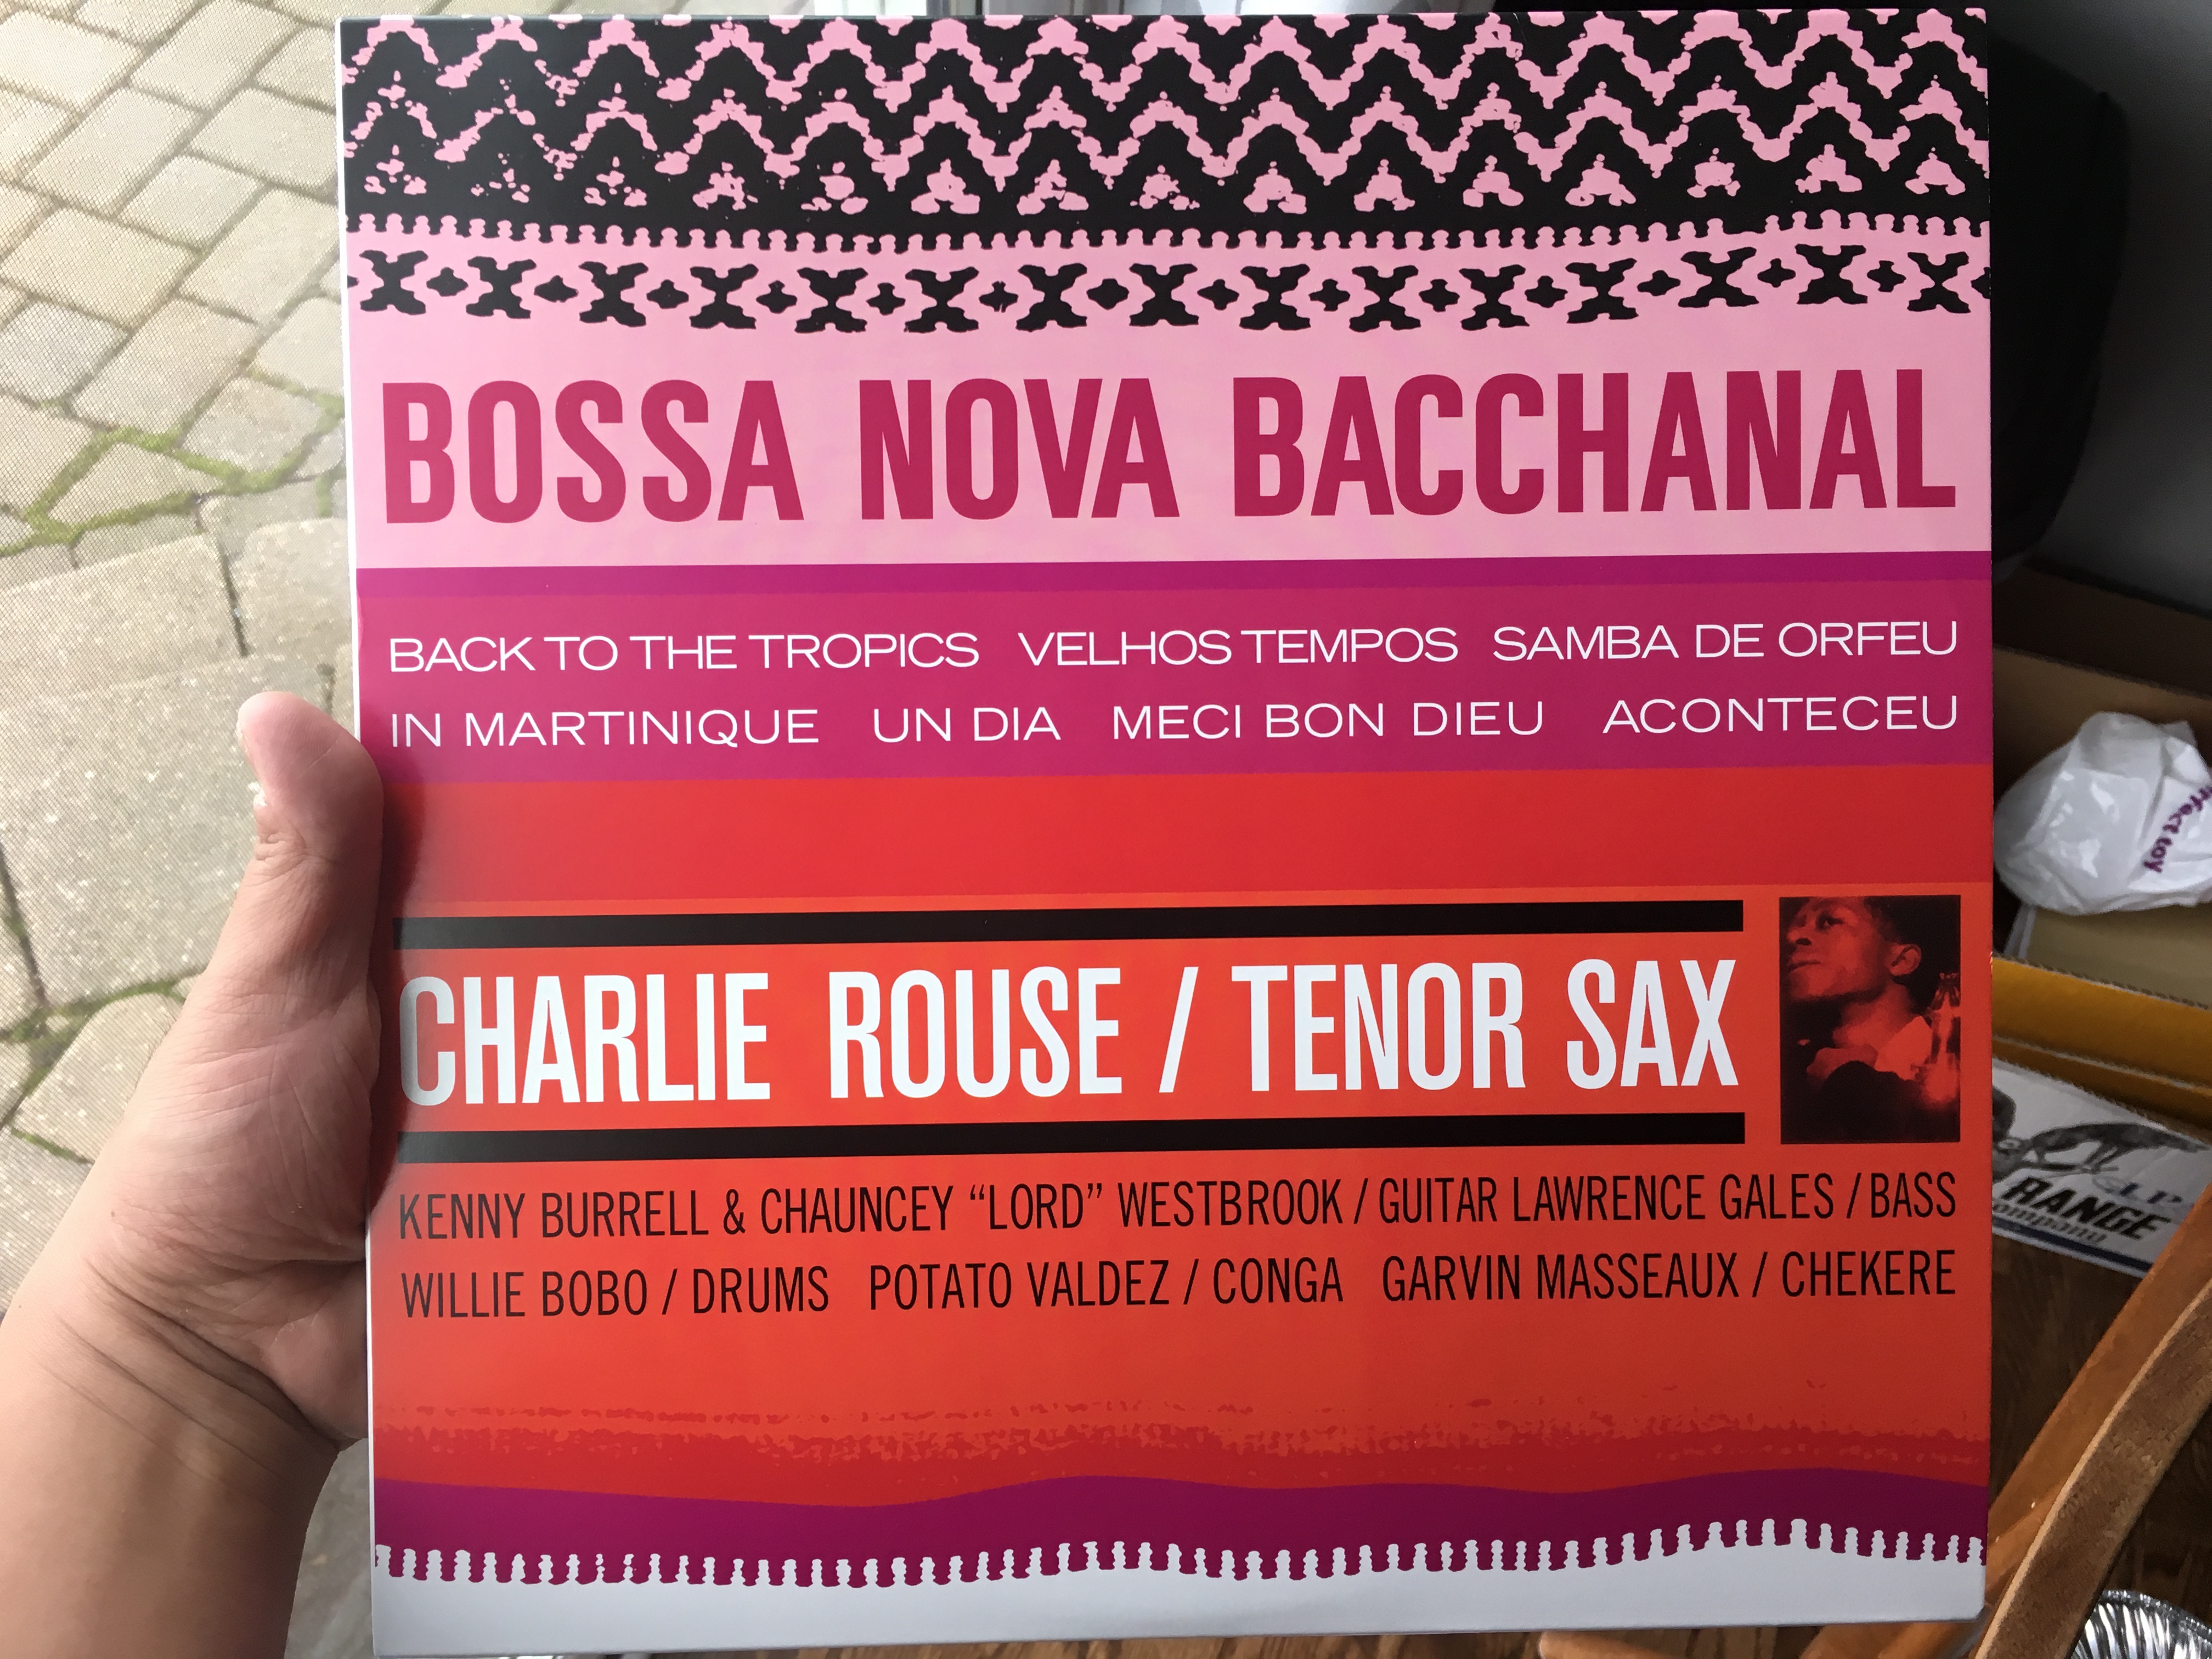 BOSSA NOVA BACCHANAL
BACK TO THE TROPICS VELHOS TEMPOS SAMBA DE ORFEU
IN MARTINIQUE UN DIA MECI BON DIEU ACONTECEU
CHARLIE ROUSE / TENOR SAX
KENNY BURRELL & CHAUNCEY “LORD” WESTBROOK / GUITAR LAWRENCE GALES / BASS
WILLIE BOBO / DRUMS POTATO VALDEZ / CONGA GARVIN MASSEAUX / CHEKERE
toy
RANGE